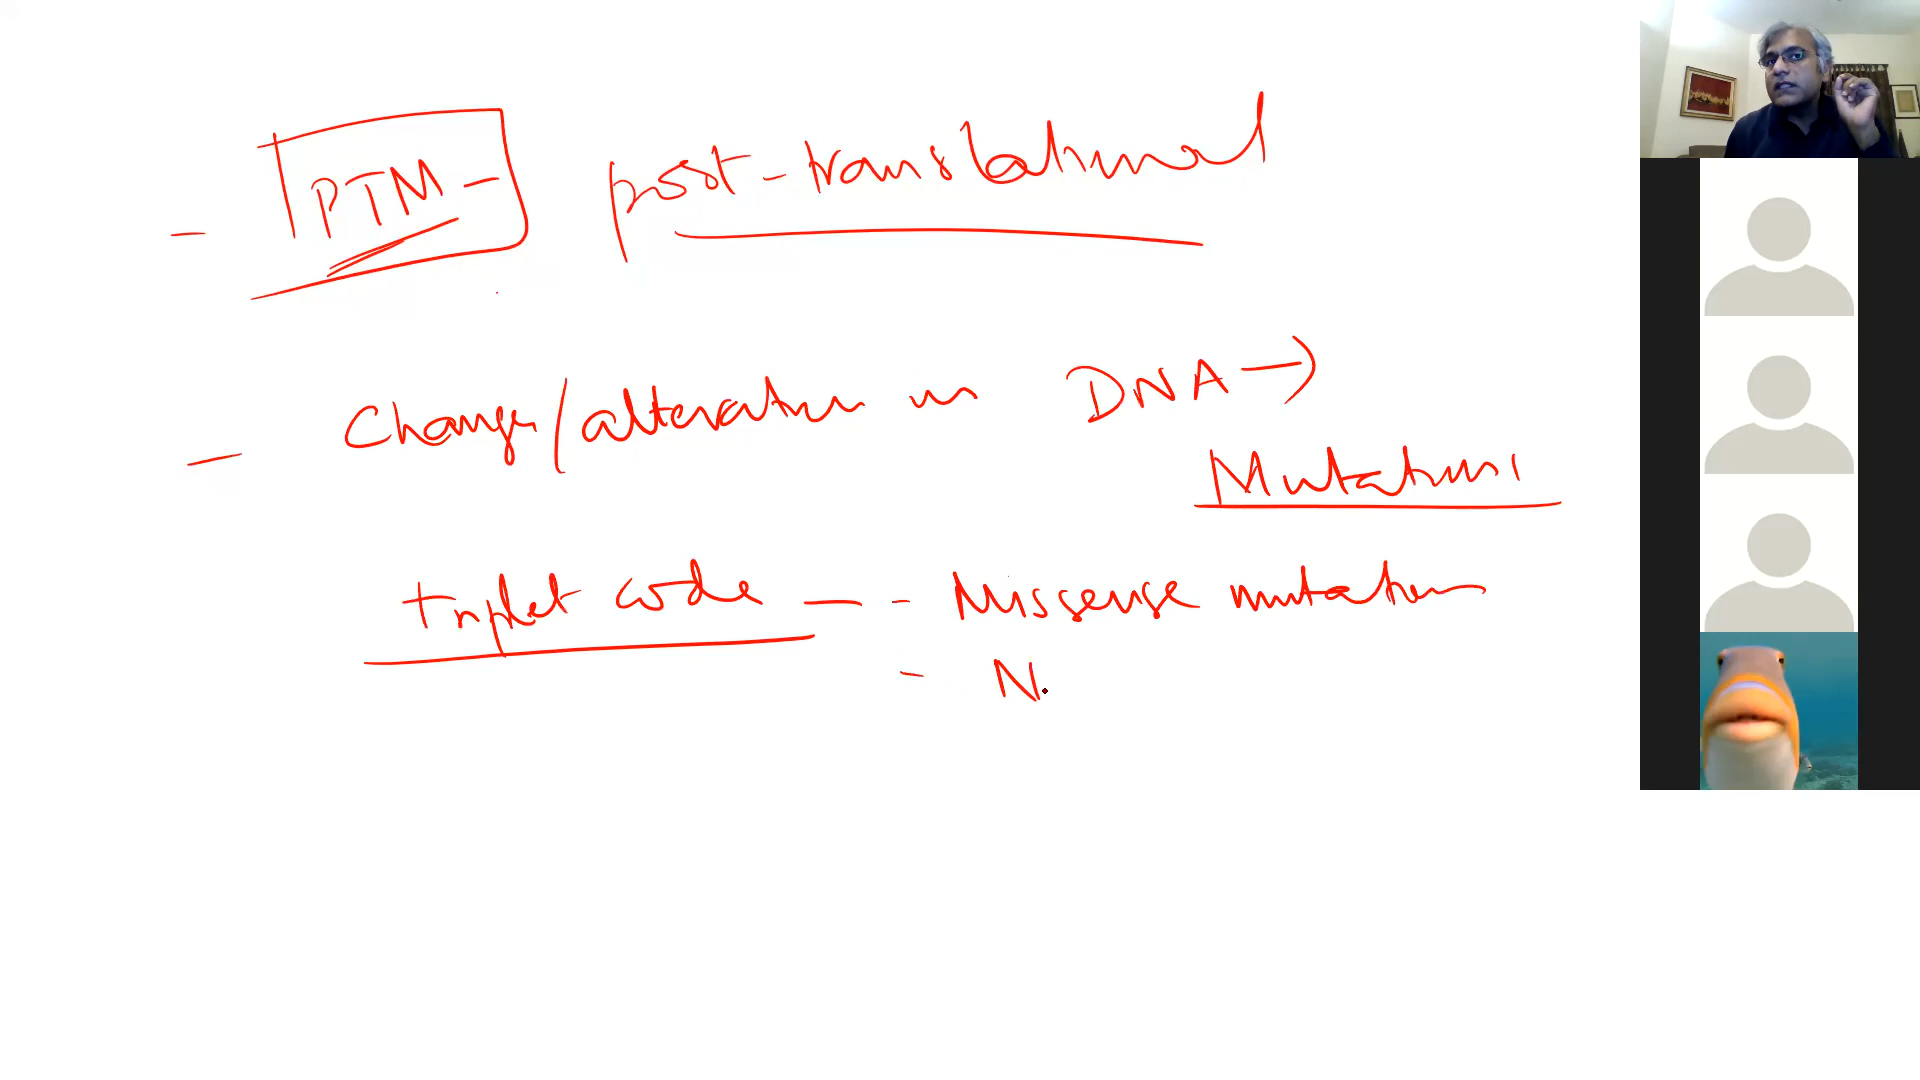 - PTM - post-translational
- Change/alteration in DNA →
Mutations
triplet code - - Missense mutation
- N